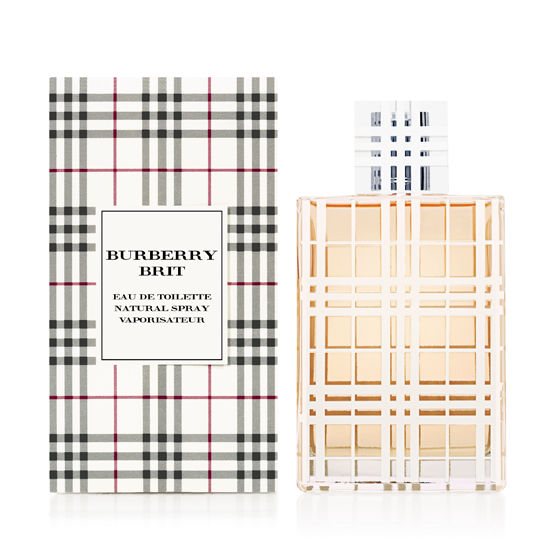 BURBERRY
BRIT
EAU DE TOILETTE
NATURAL SPRAY
VAPORISATEUR